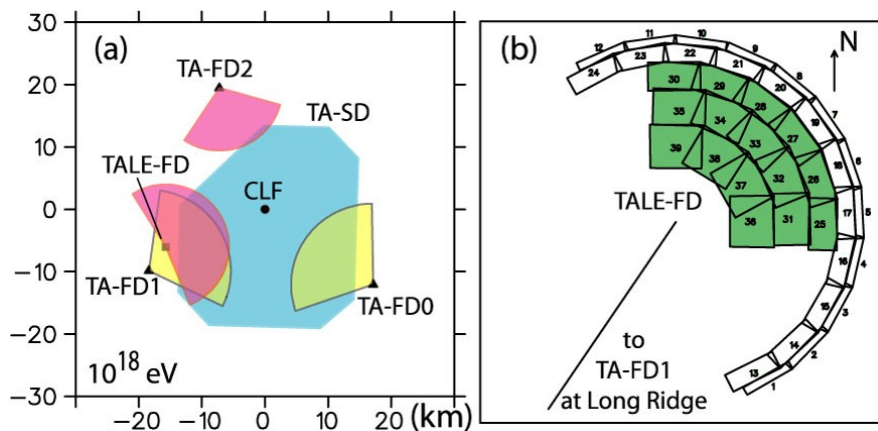 30
20
10
0
−10
−20
−30
(a)
TA-FD2
TA-SD
TALE-FD
CLF
TA-FD1
TA-FD0
10^18 eV
−20 −10 0 10 20 (km)
(b)
N
12 11 10 9 8 7 6 5 4 3 2 1
24 23 22 21 20 19 18 17 16 15 14 13
30 29 28 27 26 25
35 34 33 32 31
39 38 37 36
TALE-FD
to
TA-FD1
at Long Ridge